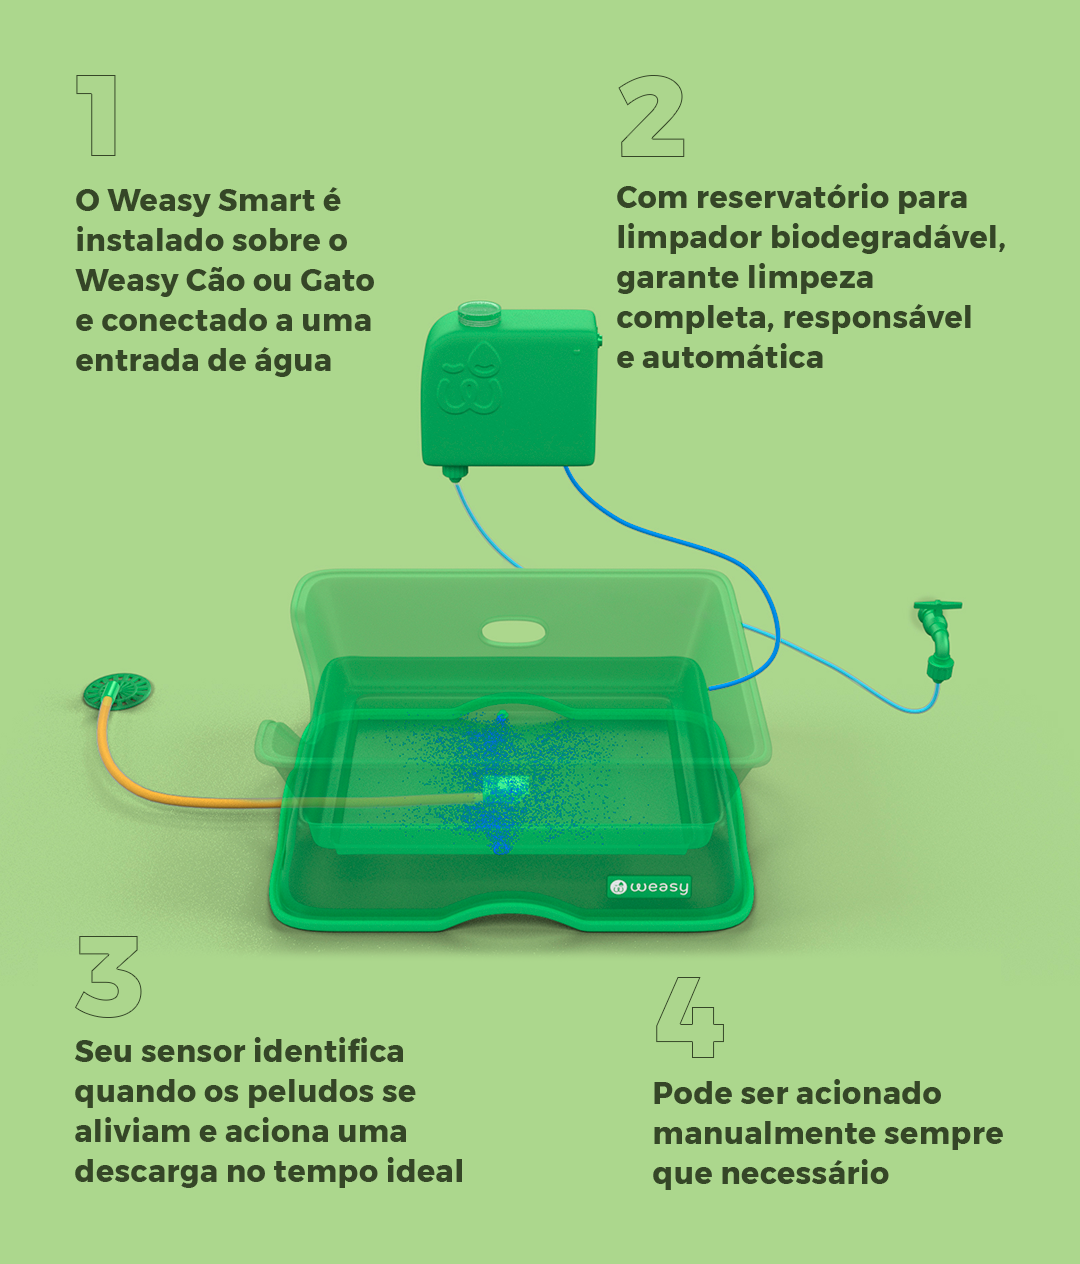 1
O Weasy Smart é
instalado sobre o
Weasy Cão ou Gato
e conectado a uma
entrada de água
2
Com reservatório para
limpador biodegradável,
garante limpeza
completa, responsável
e automática
weasy
3
Seu sensor identifica
quando os peludos se
aliviam e aciona uma
descarga no tempo ideal
4
Pode ser acionado
manualmente sempre
que necessário